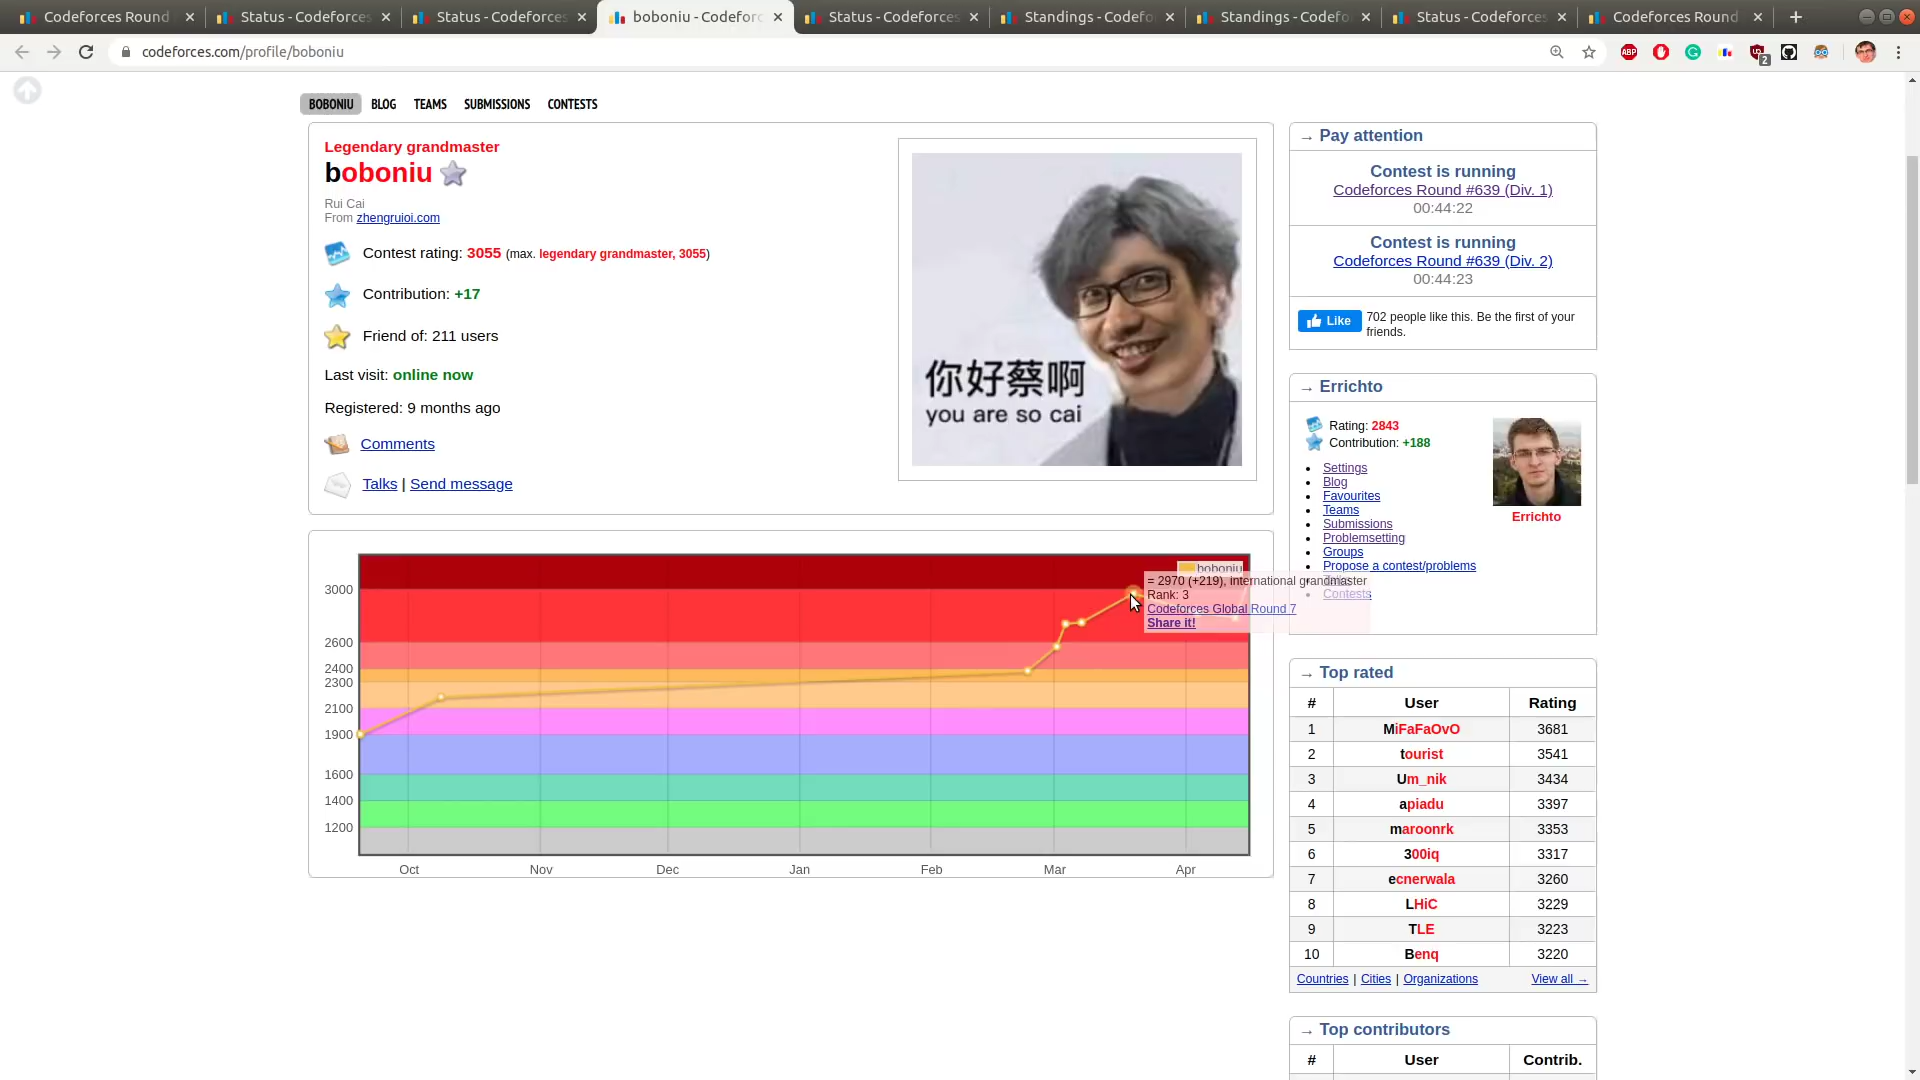 Codeforces Round
Status - Codeforces
Status - Codeforces
boboniu - Codeforc
Status - Codeforces
Standings - Codefo
Standings - Codefo
Status - Codeforces
Codeforces Round
codeforces.com/profile/boboniu
ABP
2
BOBONIU BLOG TEAMS SUBMISSIONS CONTESTS
Legendary grandmaster
boboniu
Rui Cai
From zhengruioi.com
Contest rating: 3055 (max. legendary grandmaster, 3055)
Contribution: +17
Friend of: 211 users
Last visit: online now
Registered: 9 months ago
Comments
Talks | Send message
你好蔡啊
you are so cai
boboniu
= 2970 (+219), international grandmaster
Rank: 3
Codeforces Global Round 7
Share it!
3000
2600
2400
2300
2100
1900
1600
1400
1200
Oct Nov Dec Jan Feb Mar Apr
→ Pay attention
Contest is running
Codeforces Round #639 (Div. 1)
00:44:22
Contest is running
Codeforces Round #639 (Div. 2)
00:44:23
Like
702 people like this. Be the first of your
friends.
→ Errichto
Rating: 2843
Contribution: +188
Settings
Blog
Favourites
Teams
Submissions
Problemsetting
Groups
Propose a contest/problems
Contests
Errichto
→ Top rated
# User Rating
1 MiFaFaOvO 3681
2 tourist 3541
3 Um_nik 3434
4 apiadu 3397
5 maroonrk 3353
6 300iq 3317
7 ecnerwala 3260
8 LHiC 3229
9 TLE 3223
10 Benq 3220
Countries | Cities | Organizations View all →
→ Top contributors
# User Contrib.